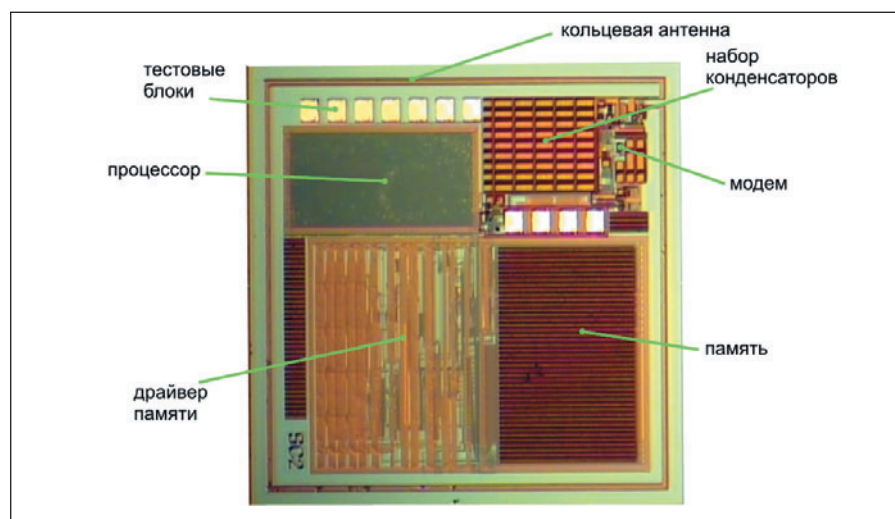 кольцевая антенна
набор
конденсаторов
тестовые
блоки
процессор
модем
память
драйвер
памяти
SC2